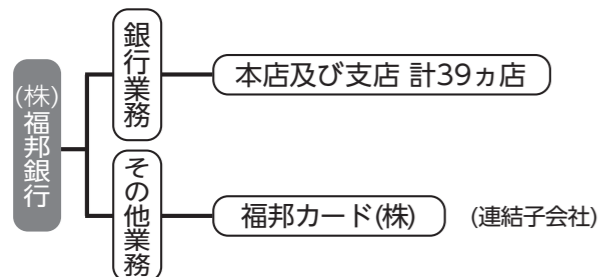 (株)福邦銀行
銀行業務
本店及び支店 計39ヵ店
その他業務
福邦カード(株) (連結子会社)